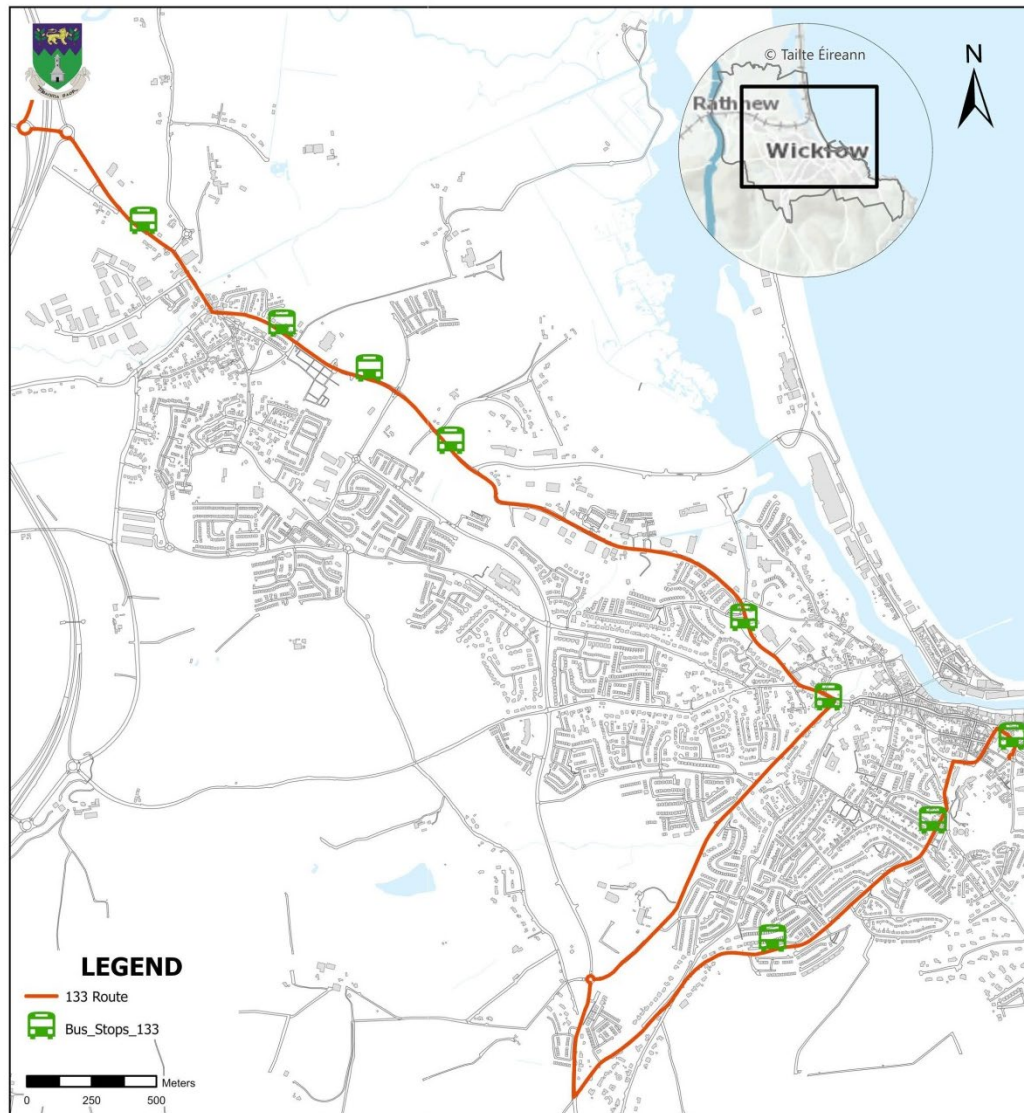 © Tailte Éireann
N
Rathnew
Wicklow
LEGEND
133 Route
Bus_Stops_133
Meters
0 250 500